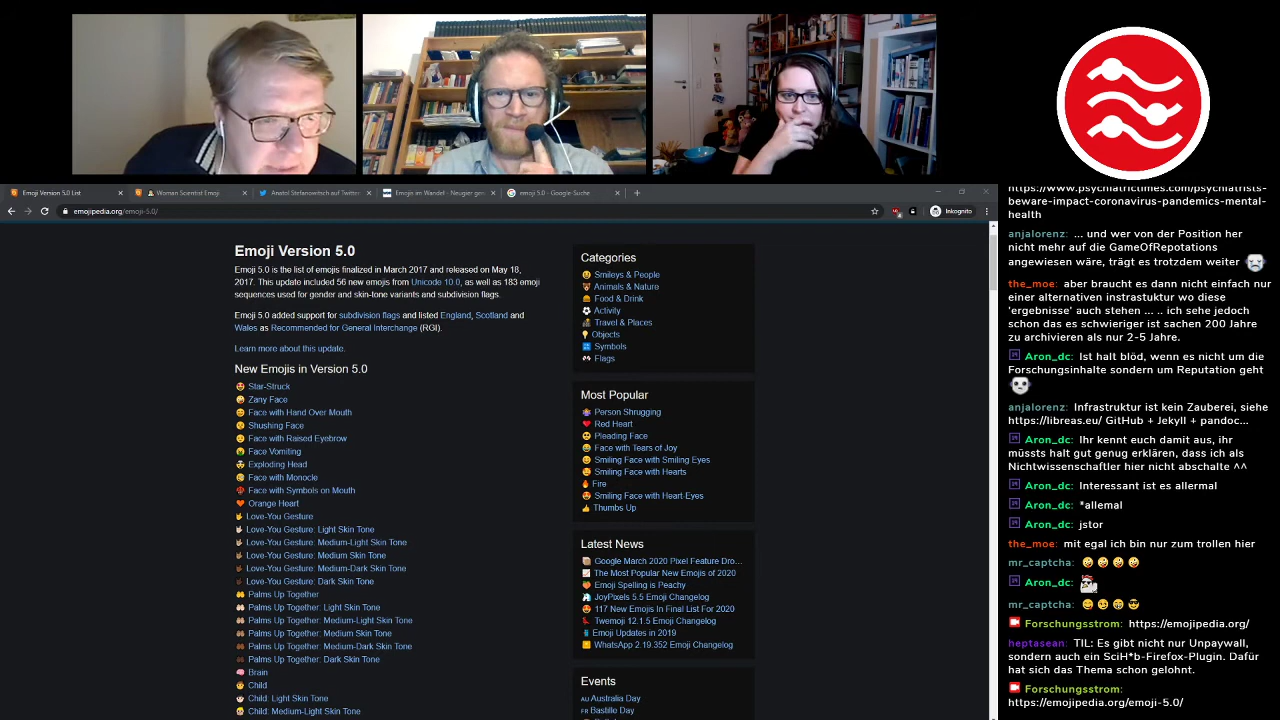 Emoji Version 5.0 List
Woman Scientist Emoji
Anatol Stefanowitsch auf Twitter
Emojis im Wandel - Neugier gen
emoji 5.0 - Google-Suche
emojipedia.org/emoji-5.0/
Inkognito
Emoji Version 5.0
Emoji 5.0 is the list of emojis finalized in March 2017 and released on May 18,
2017. This update included 56 new emojis from Unicode 10.0, as well as 183 emoji
sequences used for gender and skin-tone variants and subdivision flags.
Emoji 5.0 added support for subdivision flags and listed England, Scotland and
Wales as Recommended for General Interchange (RGI).
Learn more about this update.
New Emojis in Version 5.0
🤩 Star-Struck
🤪 Zany Face
🤭 Face with Hand Over Mouth
🤫 Shushing Face
🤨 Face with Raised Eyebrow
🤮 Face Vomiting
🤯 Exploding Head
🧐 Face with Monocle
🤬 Face with Symbols on Mouth
🧡 Orange Heart
🤟 Love-You Gesture
🤟🏻 Love-You Gesture: Light Skin Tone
🤟🏼 Love-You Gesture: Medium-Light Skin Tone
🤟🏽 Love-You Gesture: Medium Skin Tone
🤟🏾 Love-You Gesture: Medium-Dark Skin Tone
🤟🏿 Love-You Gesture: Dark Skin Tone
🤲 Palms Up Together
🤲🏻 Palms Up Together: Light Skin Tone
🤲🏼 Palms Up Together: Medium-Light Skin Tone
🤲🏽 Palms Up Together: Medium Skin Tone
🤲🏾 Palms Up Together: Medium-Dark Skin Tone
🤲🏿 Palms Up Together: Dark Skin Tone
🧠 Brain
🧒 Child
🧒🏻 Child: Light Skin Tone
🧒🏼 Child: Medium-Light Skin Tone
Categories
Smileys & People
Animals & Nature
Food & Drink
Activity
Travel & Places
Objects
Symbols
Flags
Most Popular
Person Shrugging
Red Heart
Pleading Face
Face with Tears of Joy
Smiling Face with Smiling Eyes
Smiling Face with Hearts
Fire
Smiling Face with Heart-Eyes
Thumbs Up
Latest News
Google March 2020 Pixel Feature Dro…
The Most Popular New Emojis of 2020
Emoji Spelling is Peachy
JoyPixels 5.5 Emoji Changelog
117 New Emojis In Final List For 2020
Twemoji 12.1.5 Emoji Changelog
Emoji Updates in 2019
WhatsApp 2.19.352 Emoji Changelog
Events
AU Australia Day
FR Bastille Day
https://www.psychiatrictimes.com/psychiatrists-
beware-impact-coronavirus-pandemics-mental-
health
anjalorenz: ... und wer von der Position her
nicht mehr auf die GameOfRepotations
angewiesen wäre, trägt es trotzdem weiter
the_moe: aber braucht es dann nicht einfach nur
einer alternativen instrastuktur wo diese
'ergebnisse' auch stehen ... .. ich sehe jedoch
schon das es schwieriger ist sachen 200 Jahre
zu archivieren als nur 2-5 Jahre.
Aron_dc: Ist halt blöd, wenn es nicht um die
Forschungsinhalte sondern um Reputation geht
anjalorenz: Infrastruktur ist kein Zauberei, siehe
https://libreas.eu/ GitHub + Jekyll + pandoc...
Aron_dc: Ihr kennt euch damit aus, ihr
müssts halt gut genug erklären, dass ich als
Nichtwissenschaftler hier nicht abschalte ^^
Aron_dc: Interessant ist es allermal
Aron_dc: *allemal
Aron_dc: jstor
the_moe: mit egal ich bin nur zum trollen hier
mr_captcha:
Aron_dc:
mr_captcha:
Forschungsstrom: https://emojipedia.org/
heptasean: TIL: Es gibt nicht nur Unpaywall,
sondern auch ein SciH*b-Firefox-Plugin. Dafür
hat sich das Thema schon gelohnt.
Forschungsstrom:
https://emojipedia.org/emoji-5.0/